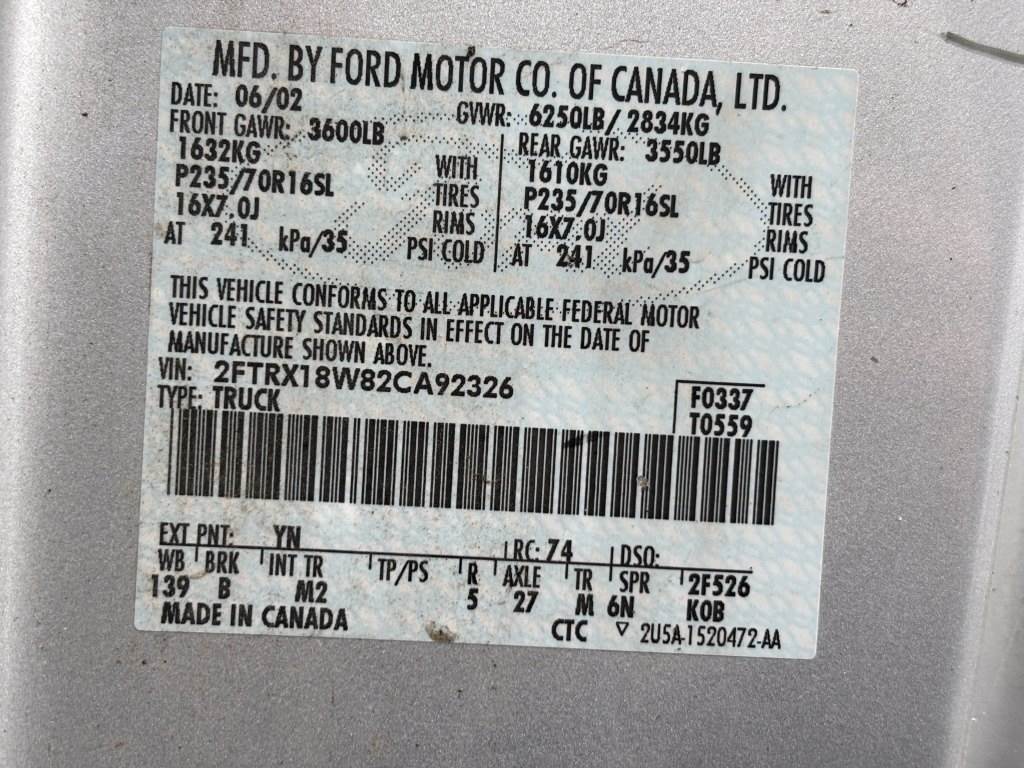 MFD. BY FORD MOTOR CO. OF CANADA, LTD.
DATE: 06/02 GVWR: 6250LB/ 2834KG
FRONT GAWR: 3600LB REAR GAWR: 3550LB
1632KG WITH 1610KG WITH
P235/70R16SL TIRES P235/70R16SL TIRES
16X7.0J RIMS 16X7.0J RIMS
AT 241 kPa/35 PSI COLD AT 241 kPa/35 PSI COLD
THIS VEHICLE CONFORMS TO ALL APPLICABLE FEDERAL MOTOR
VEHICLE SAFETY STANDARDS IN EFFECT ON THE DATE OF
MANUFACTURE SHOWN ABOVE.
VIN: 2FTRX18W82CA92326 F0337
TYPE: TRUCK T0559
EXT PNT: YN RC: 74 DSO:
WB BRK INT TR TP/PS R AXLE TR SPR 2F526
139 B M2 5 27 M 6N KOB
MADE IN CANADA CTC ▽ 2U5A-1520472-AA